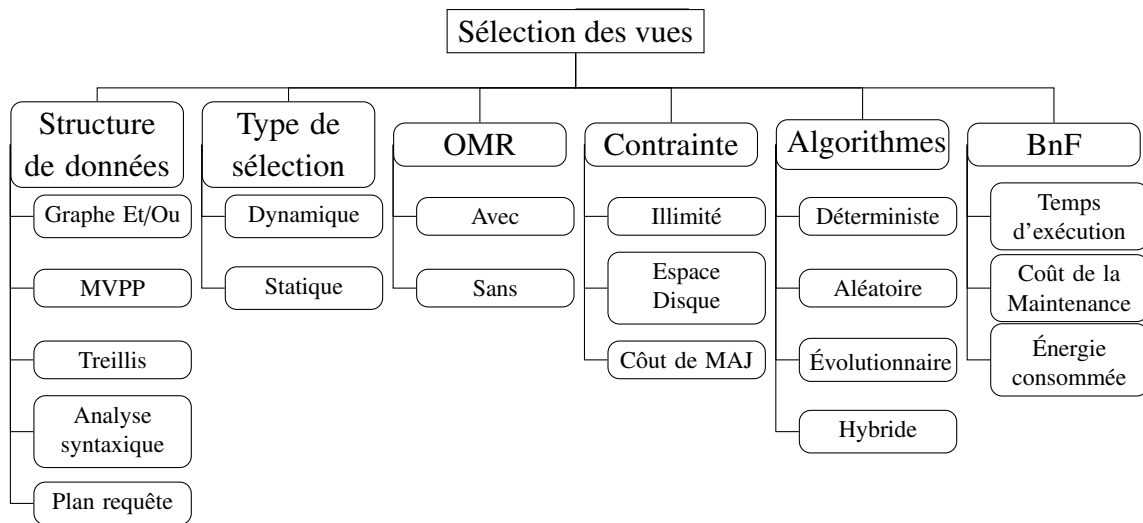 Sélection des vues
Structure
de données
Graphe Et/Ou
MVPP
Treillis
Analyse
syntaxique
Plan requête
Type de
sélection
Dynamique
Statique
OMR
Avec
Sans
Contrainte
Illimité
Espace
Disque
Côut de MAJ
Algorithmes
Déterministe
Aléatoire
Évolutionnaire
Hybride
BnF
Temps
d’exécution
Coût de la
Maintenance
Énergie
consommée